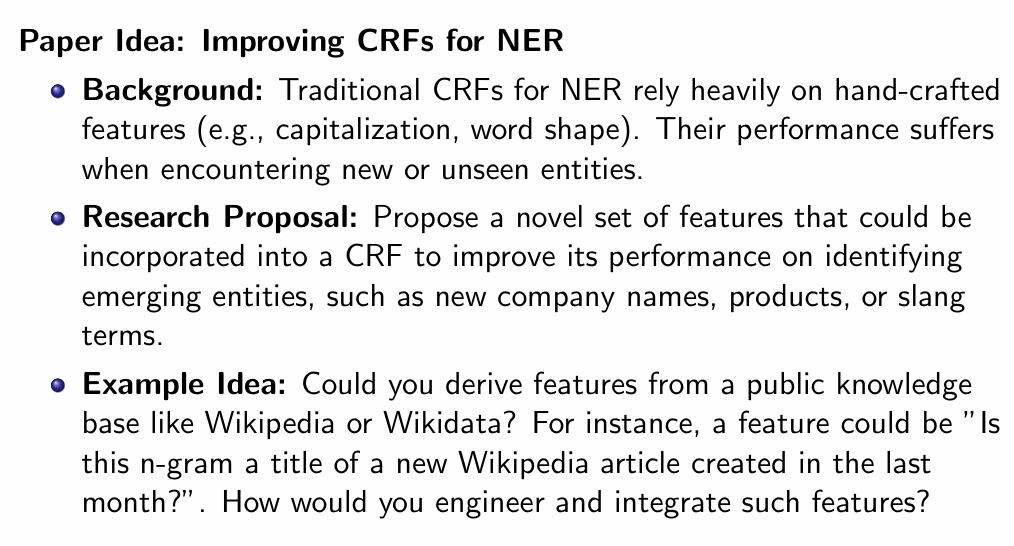 Paper Idea: Improving CRFs for NER
Background: Traditional CRFs for NER rely heavily on hand-crafted
features (e.g., capitalization, word shape). Their performance suffers
when encountering new or unseen entities.
Research Proposal: Propose a novel set of features that could be
incorporated into a CRF to improve its performance on identifying
emerging entities, such as new company names, products, or slang
terms.
Example Idea: Could you derive features from a public knowledge
base like Wikipedia or Wikidata? For instance, a feature could be ”Is
this n-gram a title of a new Wikipedia article created in the last
month?”. How would you engineer and integrate such features?